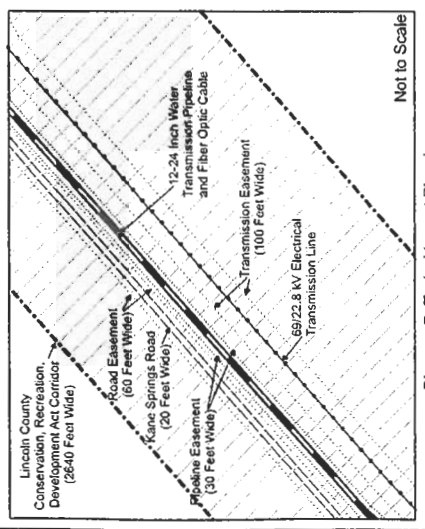 Lincoln County
Conservation, Recreation,
Development Act Corridor
(2640 Feet Wide)
Road Easement
(60 Feet Wide)
Kane Springs Road
(20 Feet Wide)
Pipeline Easement
(30 Feet Wide)
12-24 Inch Water
Transmission Pipeline
and Fiber Optic Cable
Transmission Easement
(100 Feet Wide)
69/22.8 kV Electrical
Transmission Line
Not to Scale